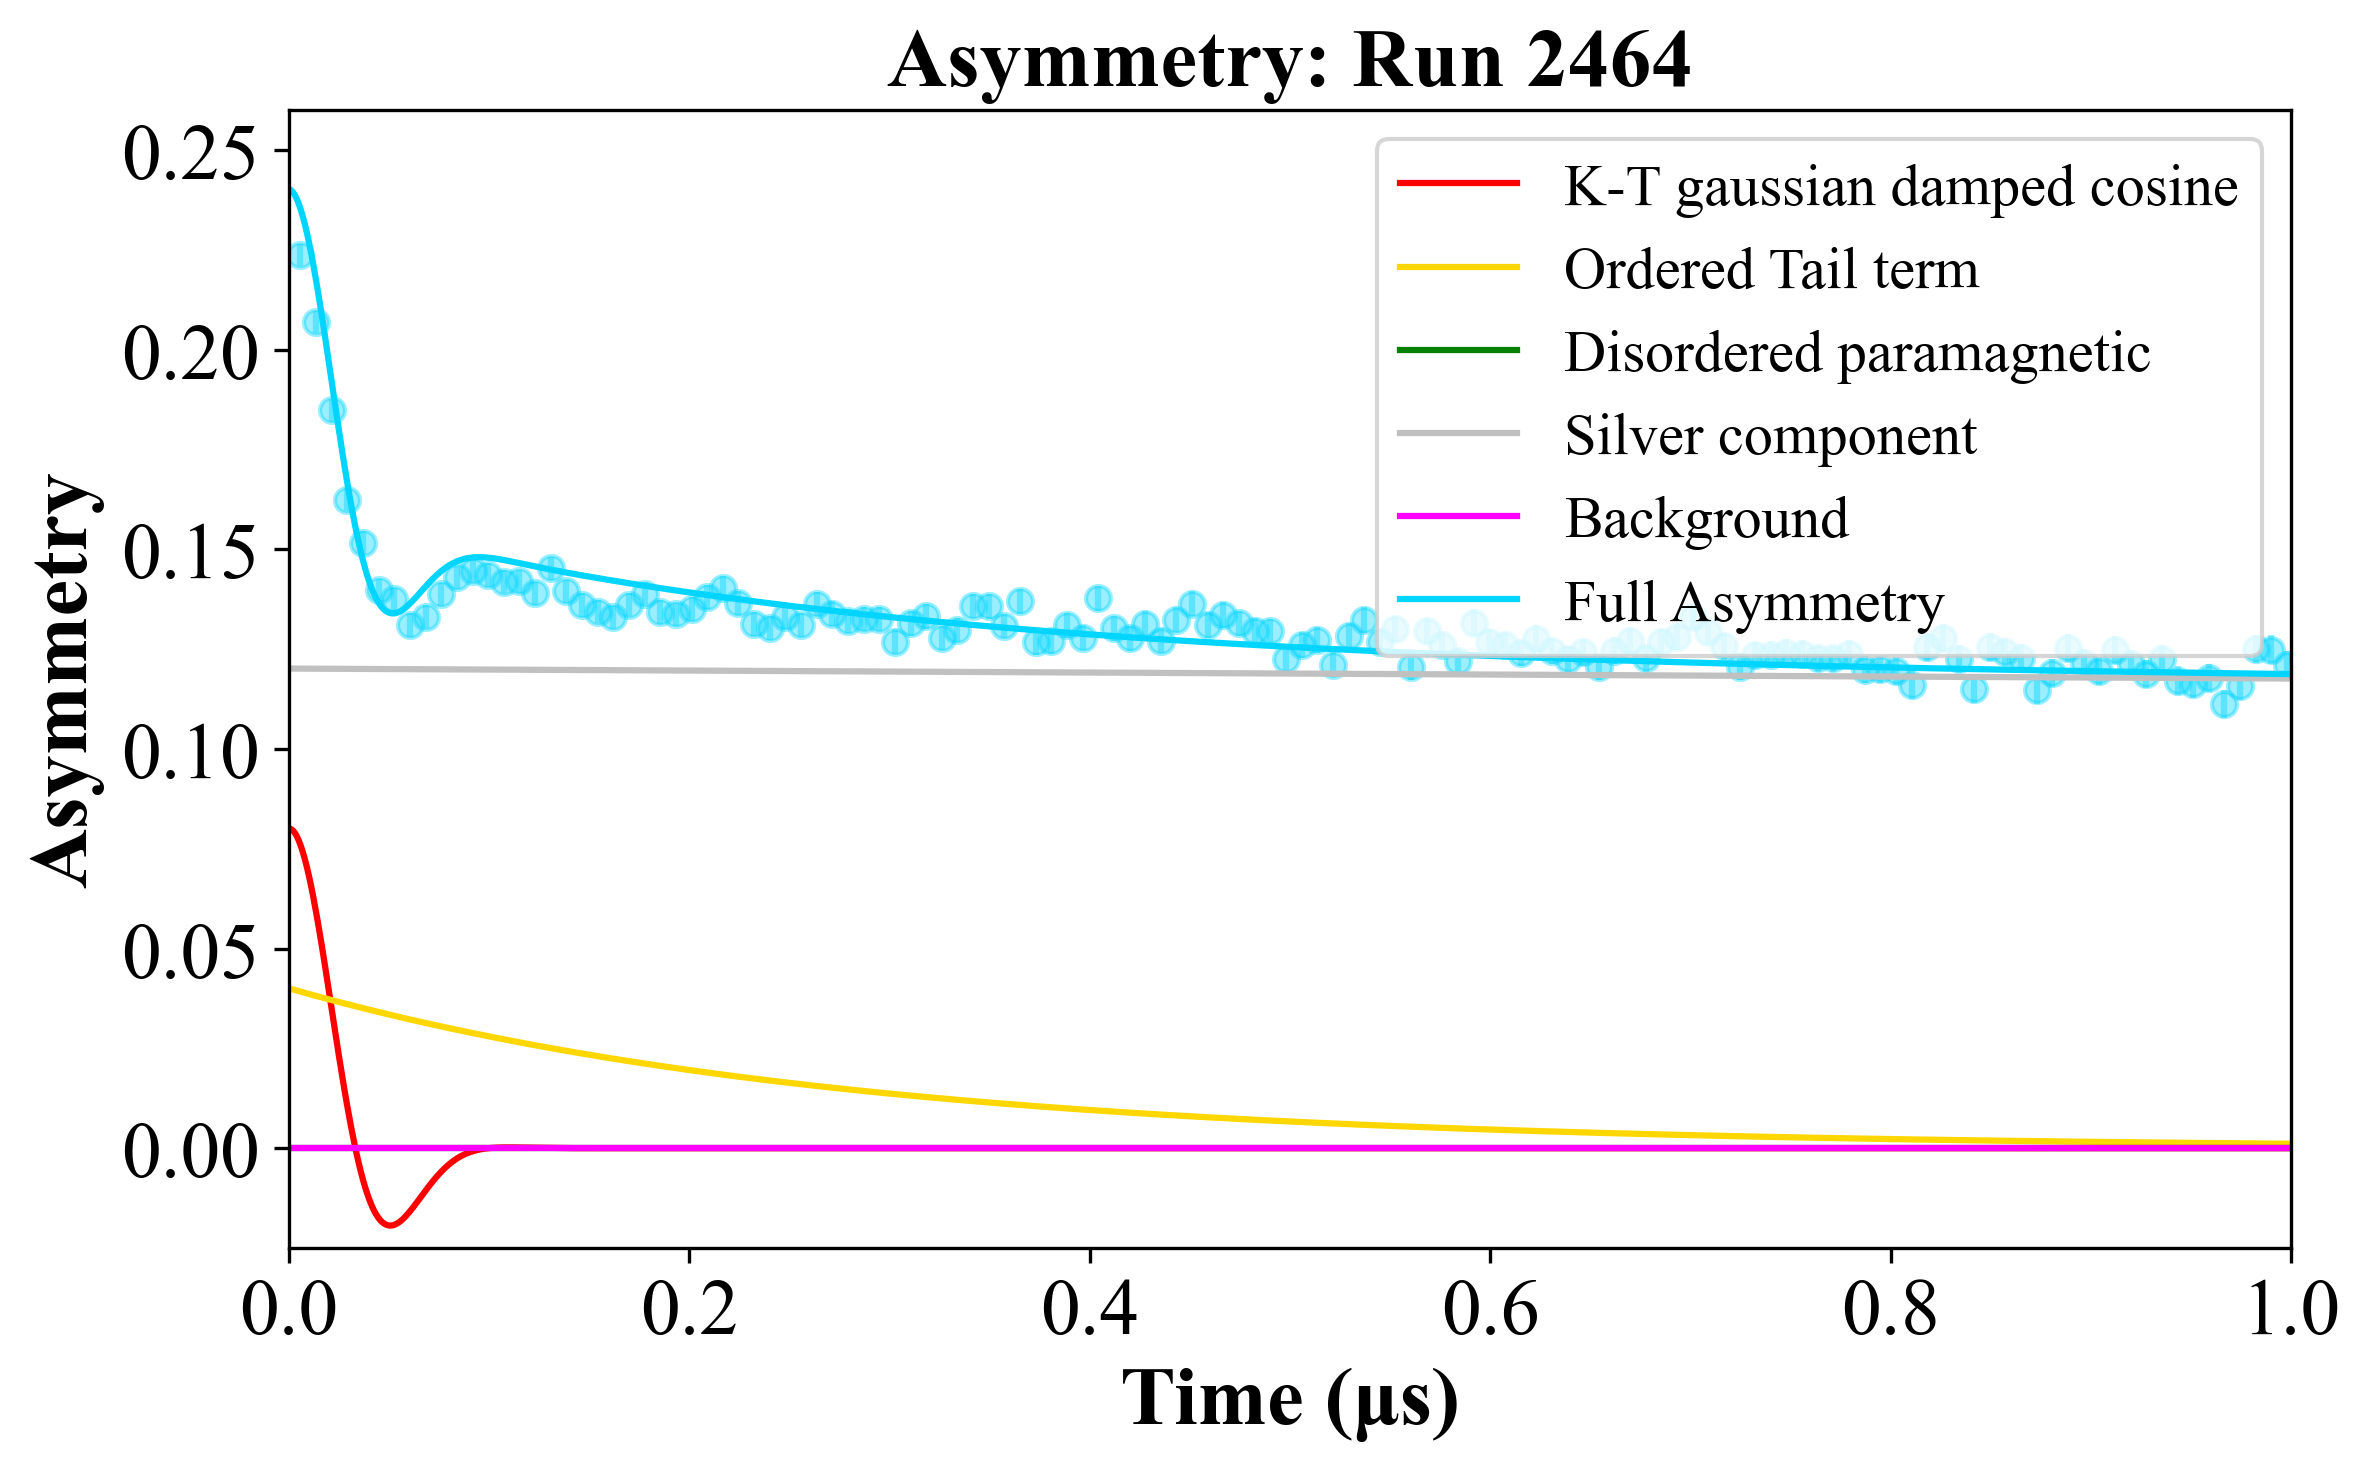 Asymmetry: Run 2464
0.25
0.20
0.15
0.10
0.05
0.00
Asymmetry
K-T gaussian damped cosine
Ordered Tail term
Disordered paramagnetic
Silver component
Background
Full Asymmetry
0.0 0.2 0.4 0.6 0.8 1.0
Time (μs)